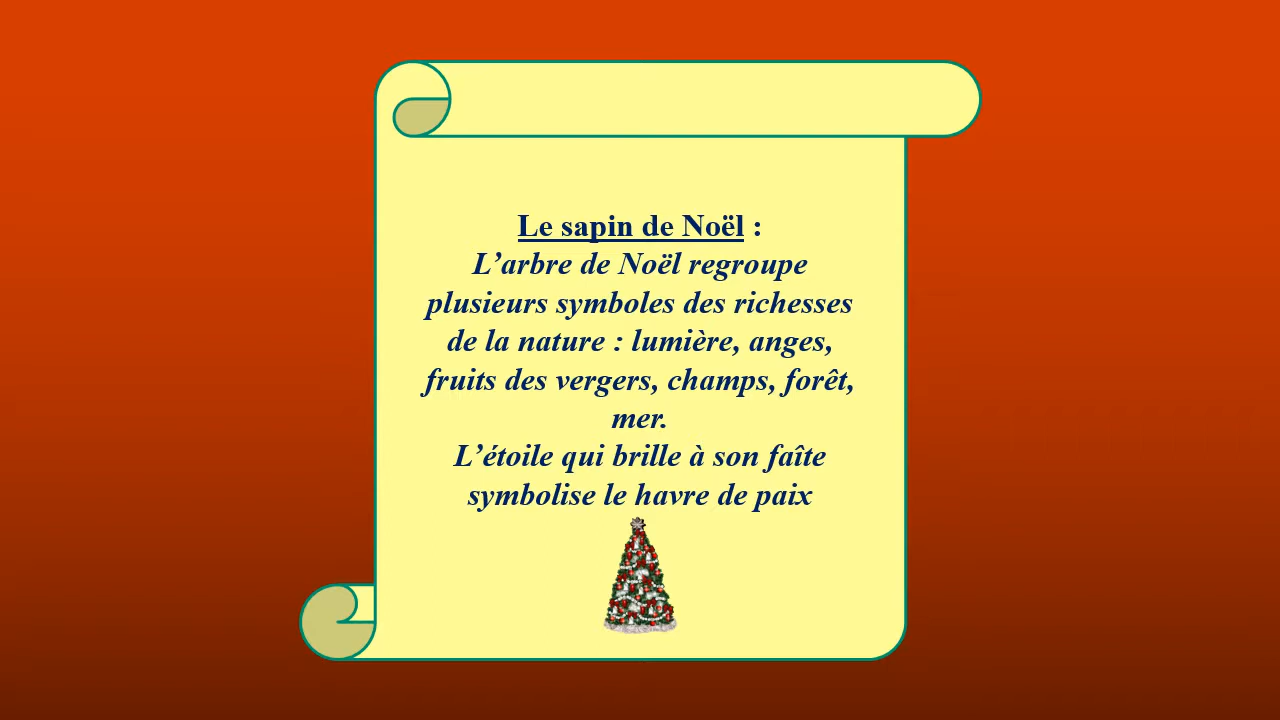 Le sapin de Noël :
L’arbre de Noël regroupe
plusieurs symboles des richesses
de la nature : lumière, anges,
fruits des vergers, champs, forêt,
mer.
L’étoile qui brille à son faîte
symbolise le havre de paix